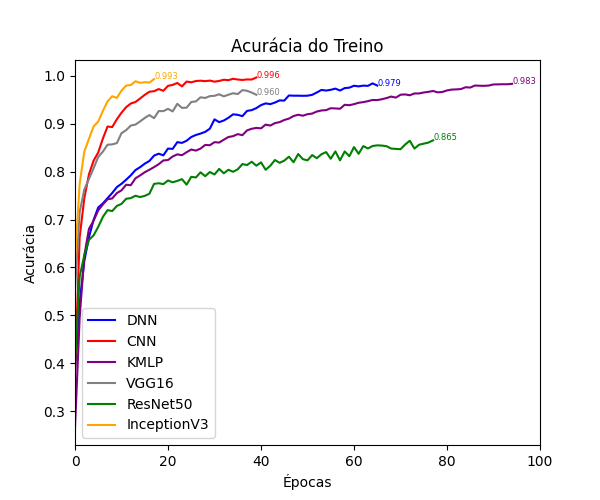 Acurácia do Treino
1.0
0.9
0.8
0.7
0.6
0.5
0.4
0.3
Acurácia
0.993
0.996
0.960
0.979
0.983
0.865
DNN
CNN
KMLP
VGG16
ResNet50
InceptionV3
0 20 40 60 80 100
Épocas